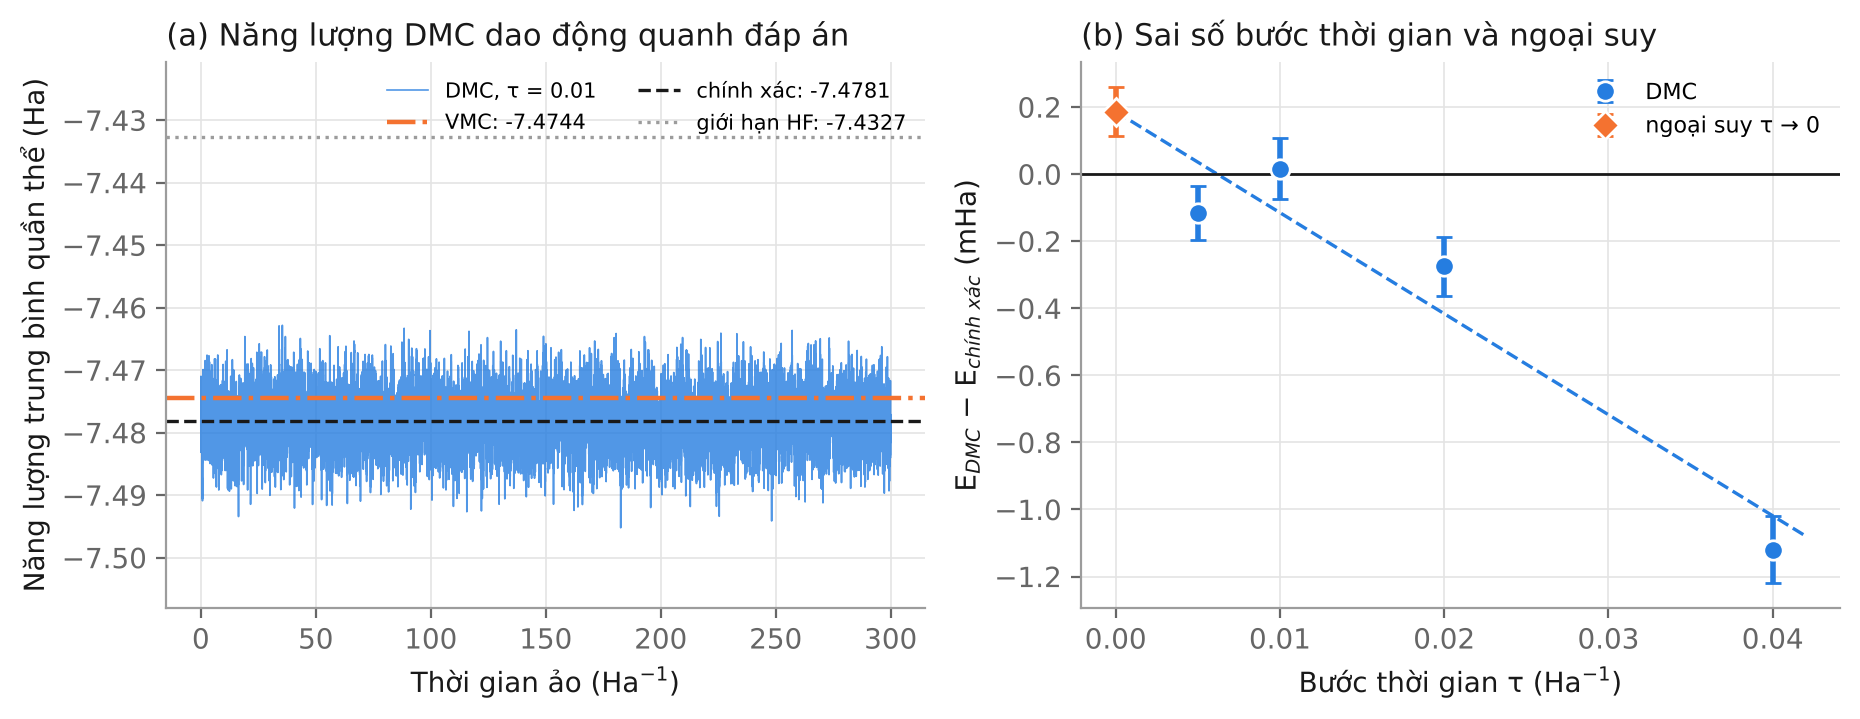 (a) Năng lượng DMC dao động quanh đáp án
Năng lượng trung bình quần thể (Ha)
DMC, τ = 0.01
VMC: -7.4744
chính xác: -7.4781
giới hạn HF: -7.4327
−7.43
−7.44
−7.45
−7.46
−7.47
−7.48
−7.49
−7.50
0 50 100 150 200 250 300
Thời gian ảo (Ha⁻¹)
(b) Sai số bước thời gian và ngoại suy
E_DMC − E_chính xác (mHa)
DMC
ngoại suy τ → 0
0.2
0.0
−0.2
−0.4
−0.6
−0.8
−1.0
−1.2
0.00 0.01 0.02 0.03 0.04
Bước thời gian τ (Ha⁻¹)